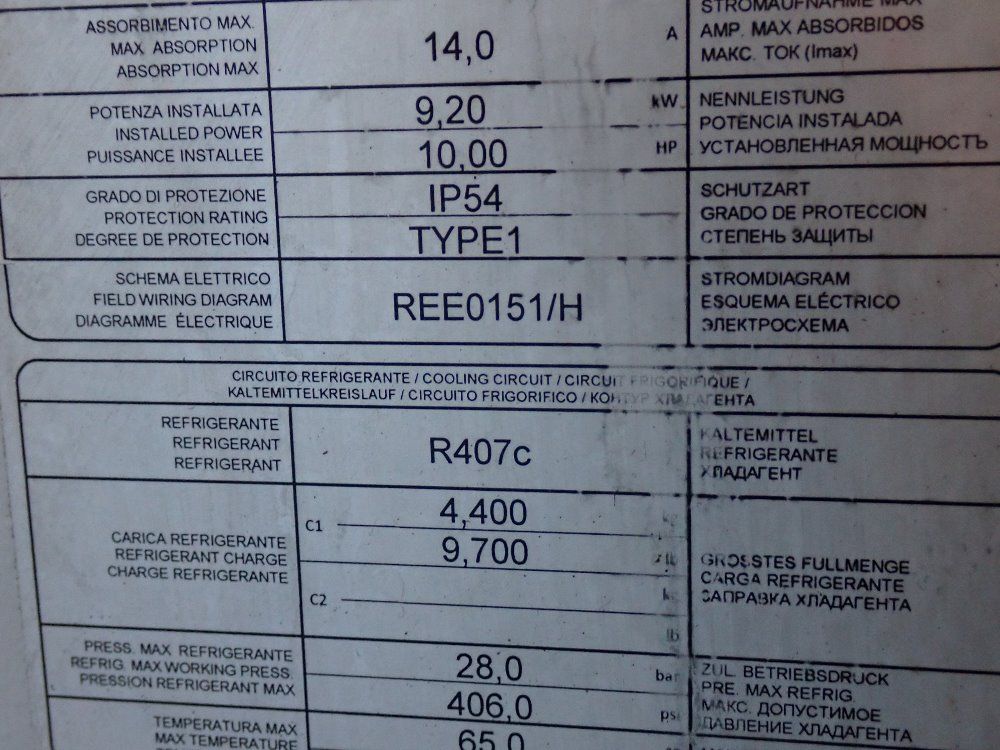 ASSORBIMENTO MAX.
MAX ABSORPTION
ABSORPTION MAX
14,0
A
STROMAUFNAHME MAX
AMP. MAX ABSORBIDOS
МАКС. ТОК (Imax)
POTENZA INSTALLATA
INSTALLED POWER
PUISSANCE INSTALLEE
9,20
kW
10,00
HP
NENNLEISTUNG
POTENCIA INSTALADA
УСТАНОВЛЕННАЯ МОЩНОСТЪ
GRADO DI PROTEZIONE
PROTECTION RATING
DEGREE DE PROTECTION
IP54
TYPE1
SCHUTZART
GRADO DE PROTECCION
СТЕПЕНЬ ЗАЩИТЫ
SCHEMA ELETTRICO
FIELD WIRING DIAGRAM
DIAGRAMME ÉLECTRIQUE
REE0151/H
STROMDIAGRAM
ESQUEMA ELÉCTRICO
ЭЛЕКТРОСХЕМА
CIRCUITO REFRIGERANTE / COOLING CIRCUIT / CIRCUIT FRIGORIFIQUE /
KALTEMITTELKREISLAUF / CIRCUITO FRIGORIFICO / КОНТУР ХЛАДАГЕНТА
REFRIGERANTE
REFRIGERANT
REFRIGERANT
R407c
KALTEMITTEL
REFRIGERANTE
ХЛАДАГЕНТ
CARICA REFRIGERANTE
REFRIGERANT CHARGE
CHARGE REFRIGERANTE
C1
4,400
kg
9,700
lb
C2
lb
GROSSTES FULLMENGE
CARGA REFRIGERANTE
ЗАПРАВКА ХЛАДАГЕНТА
PRESS. MAX REFRIGERANTE
REFRIG. MAX WORKING PRESS.
PRESSION REFRIGERANT MAX
28,0
bar
406,0
psi
ZUL. BETRIEBSDRUCK
PRE. MAX REFRIG
МАКС. ДОПУСТИМОЕ
ДАВЛЕНИЕ ХЛАДАГЕНТА
TEMPERATURA MAX
MAX TEMPERATURE
65,0